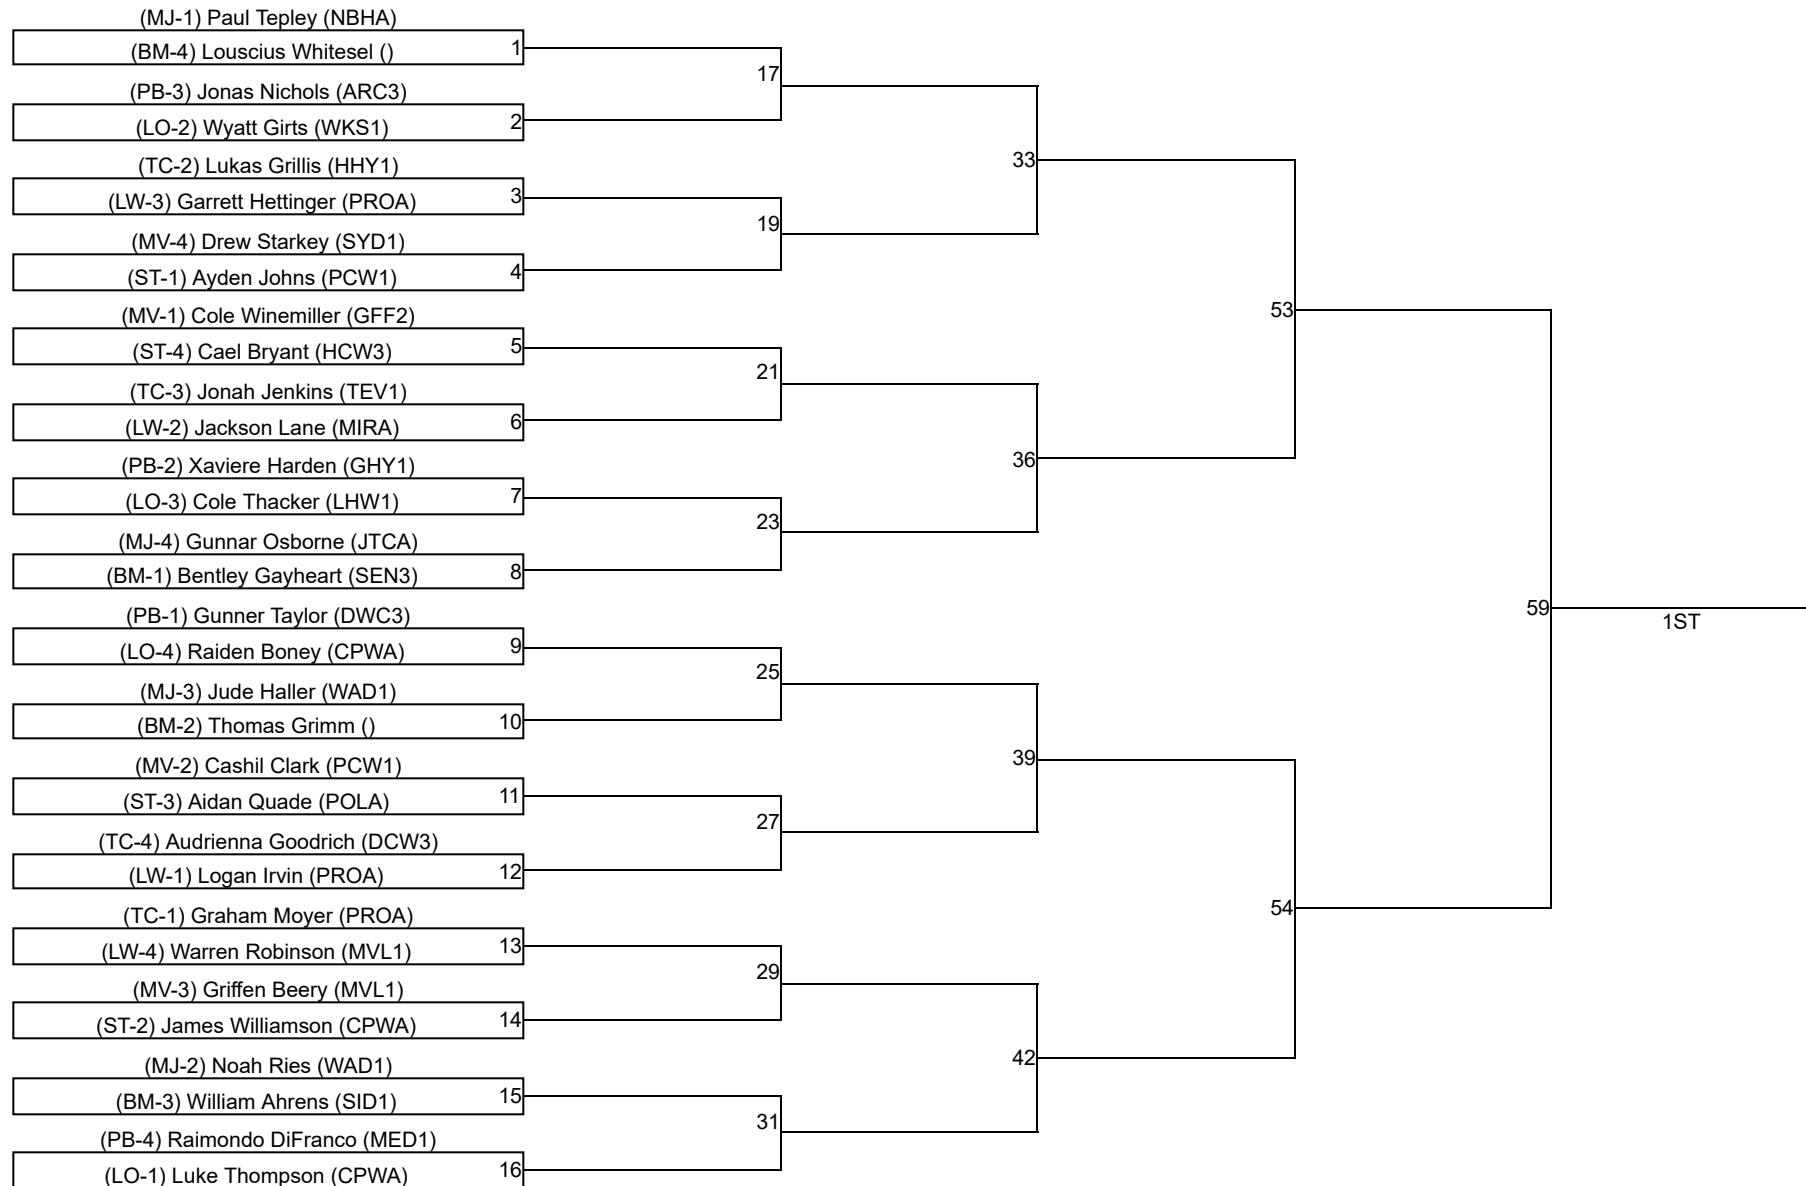 (MJ-1) Paul Tepley (NBHA)
(BM-4) Louscius Whitesel ()
1
17
(PB-3) Jonas Nichols (ARC3)
(LO-2) Wyatt Girts (WKS1)
2
33
(TC-2) Lukas Grillis (HHY1)
(LW-3) Garrett Hettinger (PROA)
3
19
(MV-4) Drew Starkey (SYD1)
(ST-1) Ayden Johns (PCW1)
4
53
(MV-1) Cole Winemiller (GFF2)
(ST-4) Cael Bryant (HCW3)
5
21
(TC-3) Jonah Jenkins (TEV1)
(LW-2) Jackson Lane (MIRA)
6
36
(PB-2) Xaviere Harden (GHY1)
(LO-3) Cole Thacker (LHW1)
7
23
(MJ-4) Gunnar Osborne (JTCA)
(BM-1) Bentley Gayheart (SEN3)
8
59
1ST
(PB-1) Gunner Taylor (DWC3)
(LO-4) Raiden Boney (CPWA)
9
25
(MJ-3) Jude Haller (WAD1)
(BM-2) Thomas Grimm ()
10
39
(MV-2) Cashil Clark (PCW1)
(ST-3) Aidan Quade (POLA)
11
27
(TC-4) Audrienna Goodrich (DCW3)
(LW-1) Logan Irvin (PROA)
12
54
(TC-1) Graham Moyer (PROA)
(LW-4) Warren Robinson (MVL1)
13
29
(MV-3) Griffen Beery (MVL1)
(ST-2) James Williamson (CPWA)
14
42
(MJ-2) Noah Ries (WAD1)
(BM-3) William Ahrens (SID1)
15
31
(PB-4) Raimondo DiFranco (MED1)
(LO-1) Luke Thompson (CPWA)
16